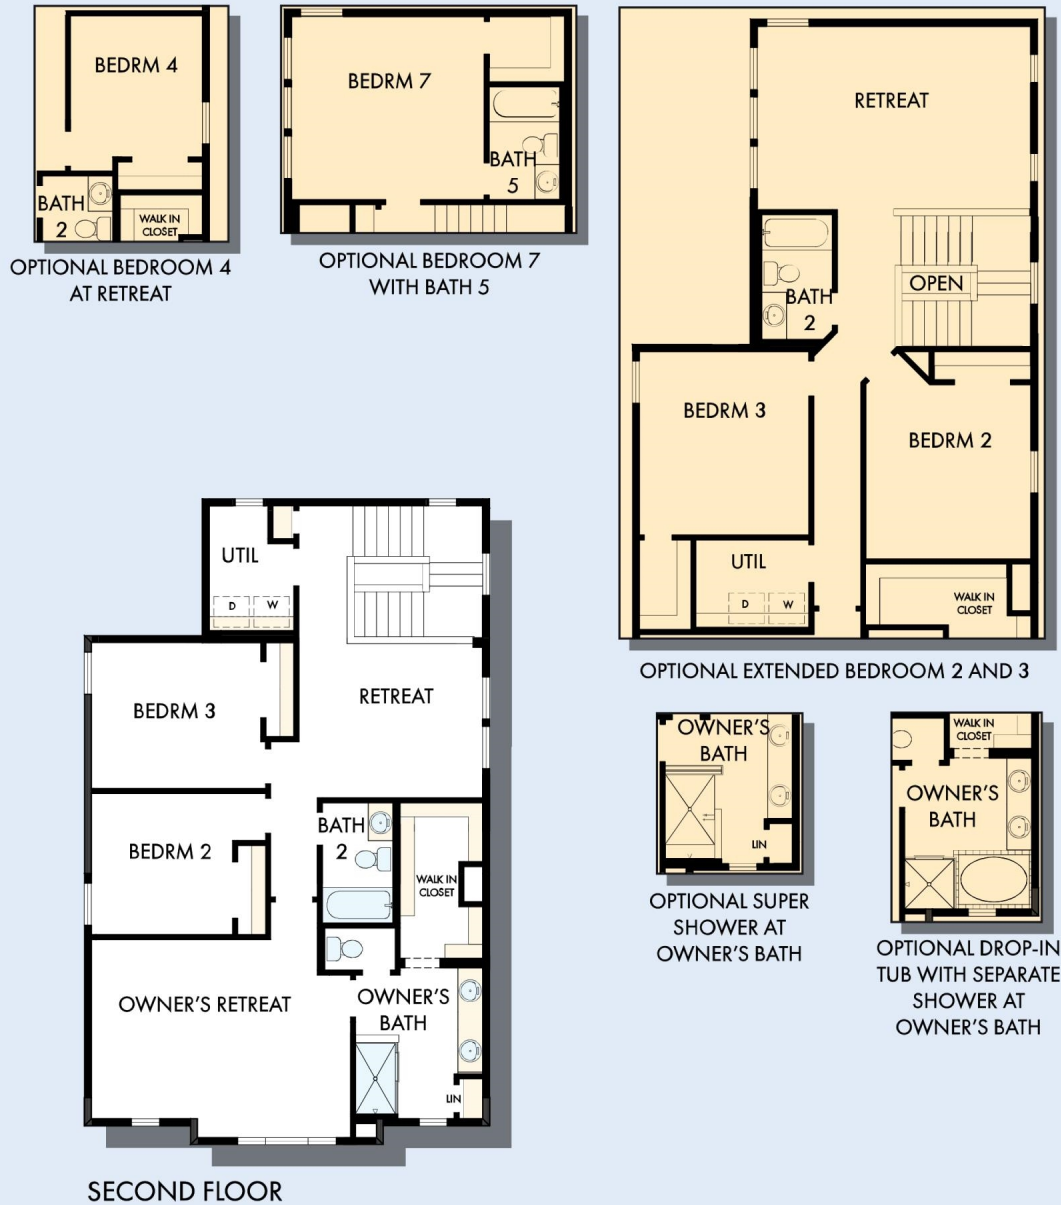 BEDRM 4
BATH
2
WALK IN
CLOSET
OPTIONAL BEDROOM 4
AT RETREAT
BEDRM 7
BATH
5
OPTIONAL BEDROOM 7
WITH BATH 5
RETREAT
OPEN
BATH
2
BEDRM 3
BEDRM 2
UTIL
D
W
WALK IN
CLOSET
OPTIONAL EXTENDED BEDROOM 2 AND 3
UTIL
D
W
RETREAT
BEDRM 3
BEDRM 2
BATH
2
WALK IN
CLOSET
OWNER'S RETREAT
OWNER'S
BATH
LIN
SECOND FLOOR
OWNER'S
BATH
LIN
OPTIONAL SUPER
SHOWER AT
OWNER'S BATH
WALK IN
CLOSET
OWNER'S
BATH
OPTIONAL DROP-IN
TUB WITH SEPARATE
SHOWER AT
OWNER'S BATH